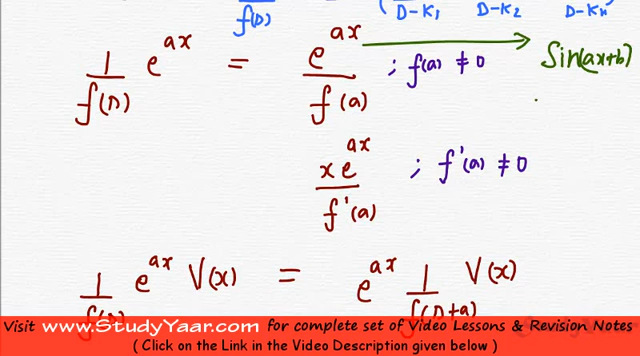 1/f(D) (D-K₁ D-K₂ D-Kₙ
1/f(D) e^{ax} = e^{ax}/f(a) ; f(a) ≠ 0 → Sin(ax+b)
xe^{ax}/f'(a) ; f'(a) ≠ 0
1/f(D) e^{ax} V(x) = e^{ax} 1/f(D+a) V(x)
Visit www.StudyYaar.com for complete set of Video Lessons & Revision Notes
( Click on the Link in the Video Description given below )